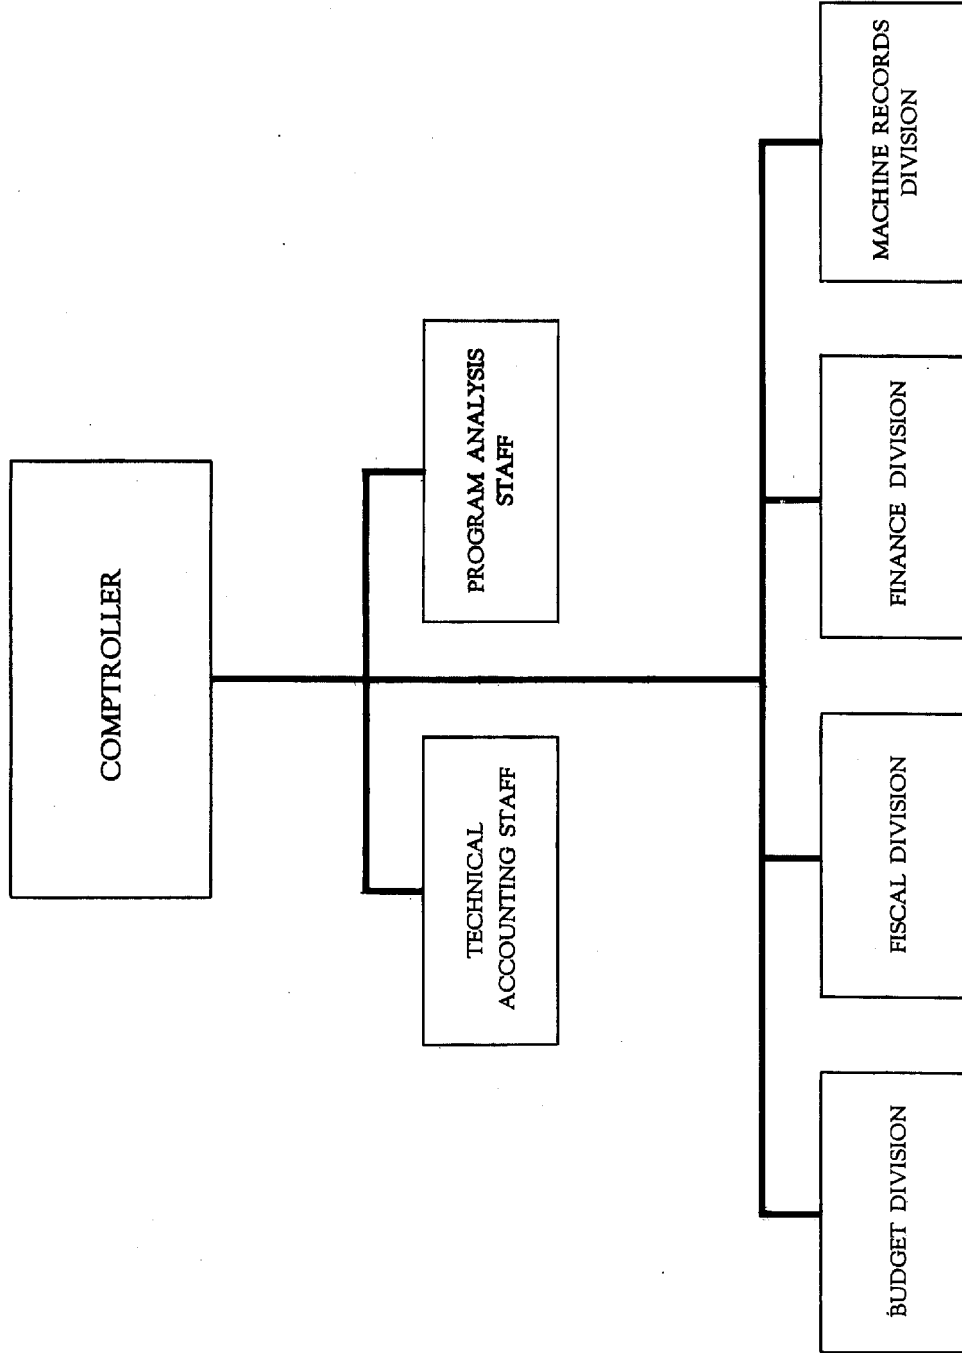 COMPTROLLER
TECHNICAL
ACCOUNTING STAFF
PROGRAM ANALYSIS
STAFF
BUDGET DIVISION
FISCAL DIVISION
FINANCE DIVISION
MACHINE RECORDS
DIVISION